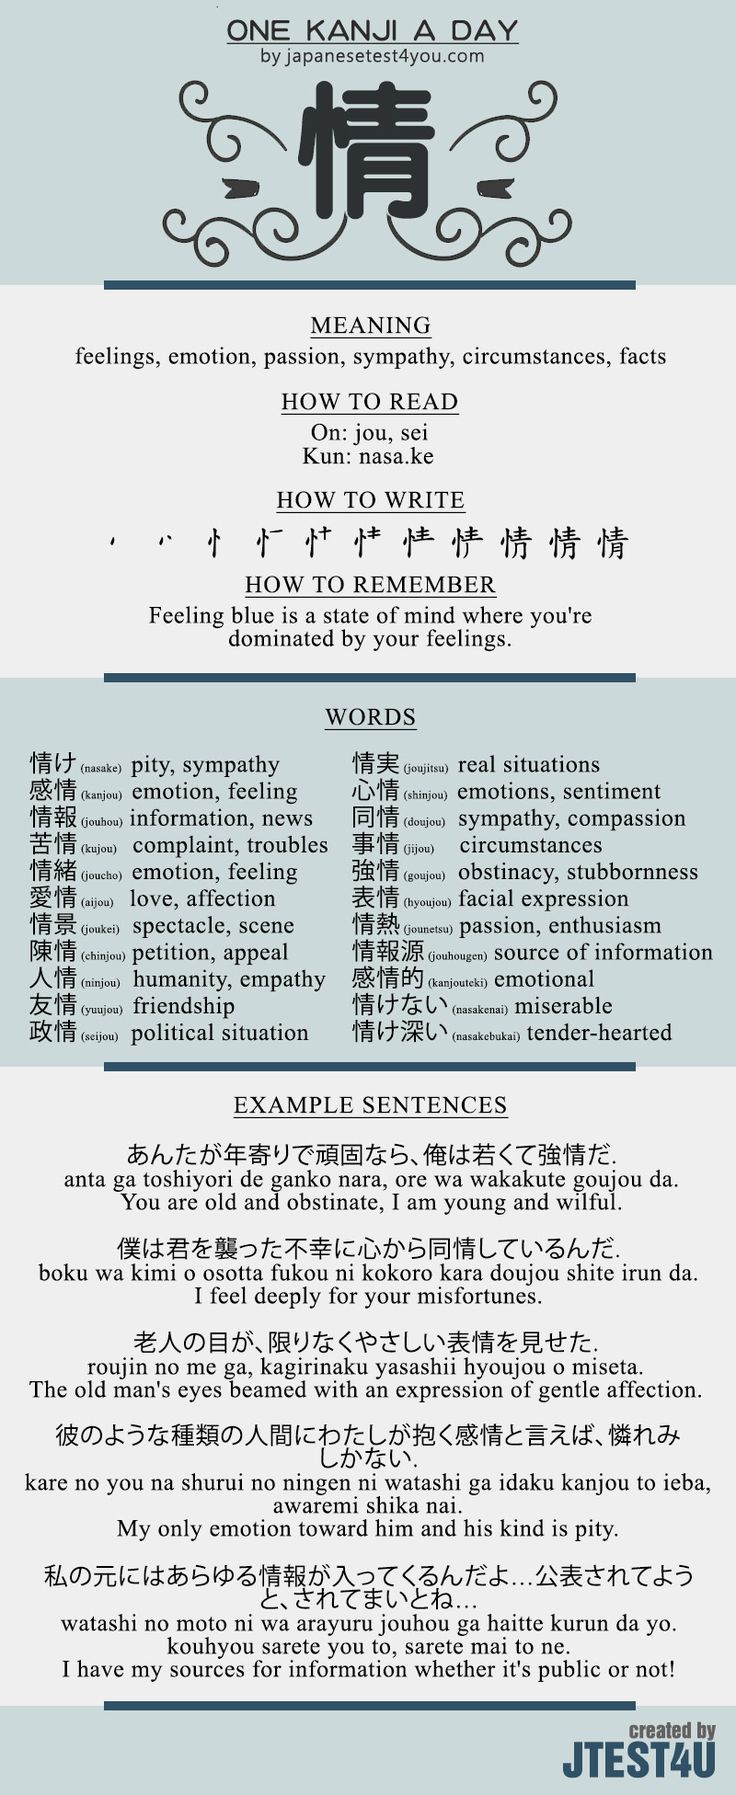 ONE KANJI A DAY
by japanesetest4you.com
情
MEANING
feelings, emotion, passion, sympathy, circumstances, facts
HOW TO READ
On: jou, sei
Kun: nasa.ke
HOW TO WRITE
情 情 情
HOW TO REMEMBER
Feeling blue is a state of mind where you're
dominated by your feelings.
WORDS
情け (nasake) pity, sympathy
感情 (kanjou) emotion, feeling
情報 (jouhou) information, news
苦情 (kujou) complaint, troubles
情緒 (joucho) emotion, feeling
愛情 (aijou) love, affection
情景 (joukei) spectacle, scene
陳情 (chinjou) petition, appeal
人情 (ninjou) humanity, empathy
友情 (yuujou) friendship
政情 (seijou) political situation
情実 (joujitsu) real situations
心情 (shinjou) emotions, sentiment
同情 (doujou) sympathy, compassion
事情 (jijou) circumstances
強情 (goujou) obstinacy, stubbornness
表情 (hyoujou) facial expression
情熱 (jounetsu) passion, enthusiasm
情報源 (jouhougen) source of information
感情的 (kanjouteki) emotional
情けない (nasakenai) miserable
情け深い (nasakebukai) tender-hearted
EXAMPLE SENTENCES
あんたが年寄りで頑固なら、俺は若くて強情だ.
anta ga toshiyori de ganko nara, ore wa wakakute goujou da.
You are old and obstinate, I am young and wilful.
僕は君を襲った不幸に心から同情しているんだ.
boku wa kimi o osotta fukou ni kokoro kara doujou shite irun da.
I feel deeply for your misfortunes.
老人の目が、限りなくやさしい表情を見せた.
roujin no me ga, kagirinaku yasashii hyoujou o miseta.
The old man's eyes beamed with an expression of gentle affection.
彼のような種類の人間にわたしが抱く感情と言えば、憐れみ
しかない.
kare no you na shurui no ningen ni watashi ga idaku kanjou to ieba,
awaremi shika nai.
My only emotion toward him and his kind is pity.
私の元にはあらゆる情報が入ってくるんだよ…公表されてよう
と、されてまいとね…
watashi no moto ni wa arayuru jouhou ga haitte kurun da yo.
kouhyou sarete you to, sarete mai to ne.
I have my sources for information whether it's public or not!
created by
JTEST4U